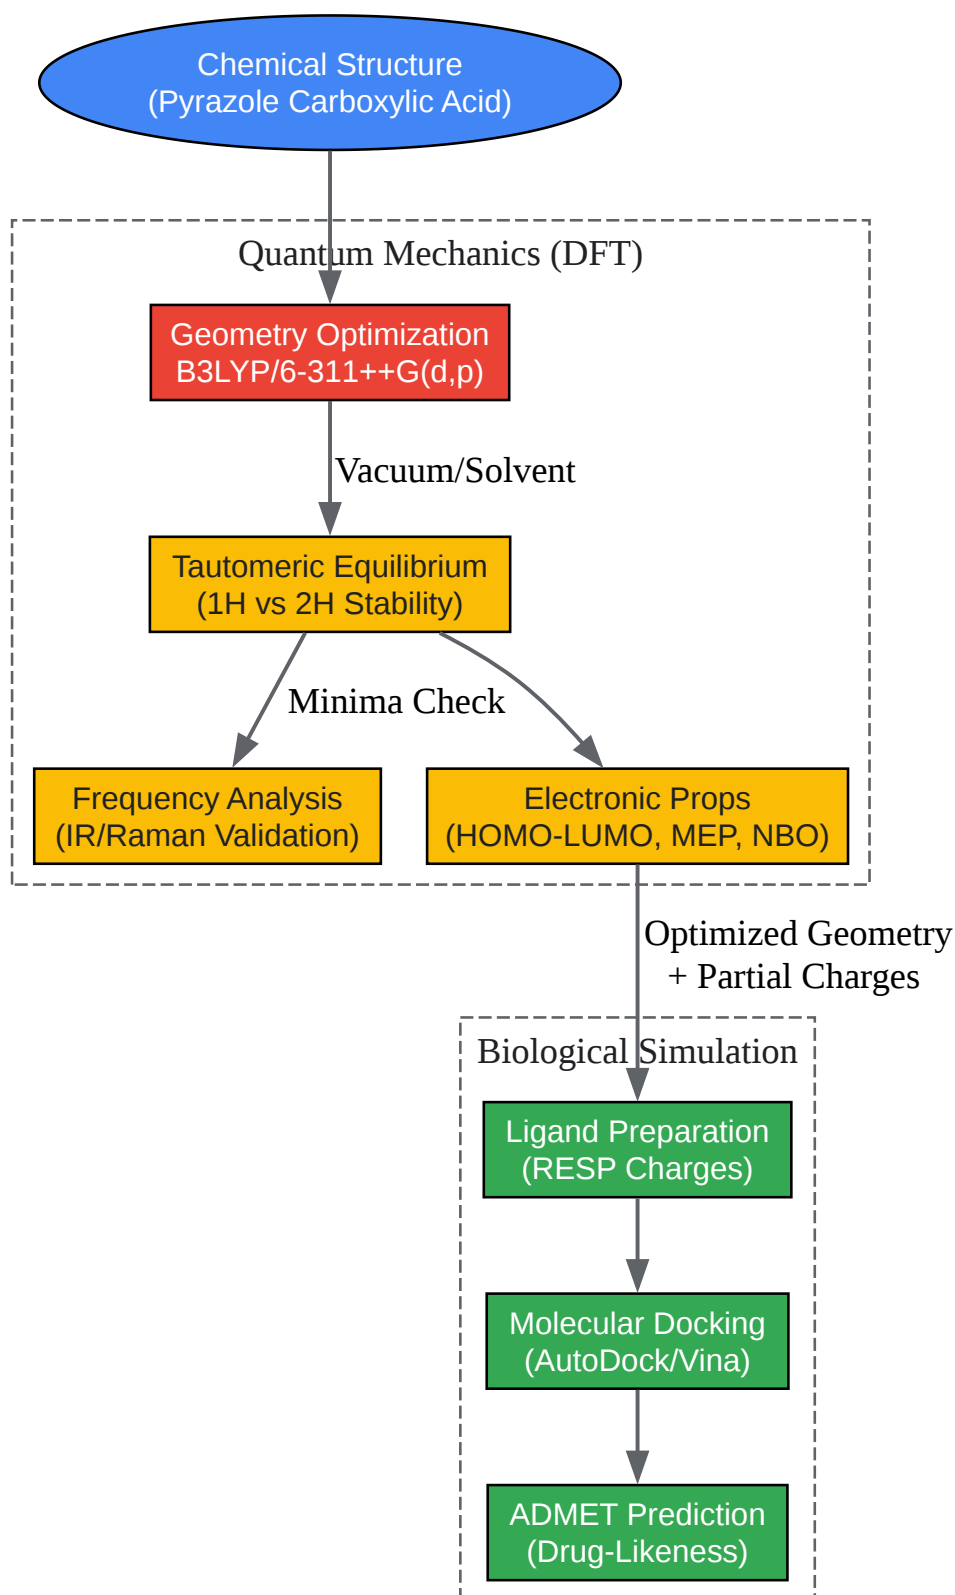 Chemical Structure
(Pyrazole Carboxylic Acid)
Quantum Mechanics (DFT)
Geometry Optimization
B3LYP/6-311++G(d,p)
Vacuum/Solvent
Tautomeric Equilibrium
(1H vs 2H Stability)
Minima Check
Frequency Analysis
(IR/Raman Validation)
Electronic Props
(HOMO-LUMO, MEP, NBO)
Optimized Geometry
+ Partial Charges
Biological Simulation
Ligand Preparation
(RESP Charges)
Molecular Docking
(AutoDock/Vina)
ADMET Prediction
(Drug-Likeness)